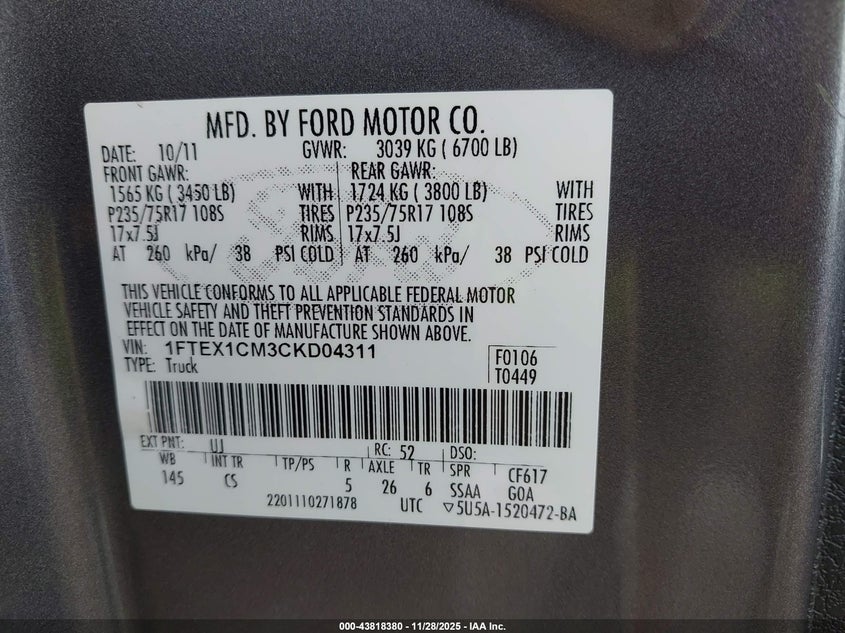 MFD. BY FORD MOTOR CO.
DATE: 10/11 GVWR: 3039 KG ( 6700 LB)
FRONT GAWR: REAR GAWR:
1565 KG ( 3450 LB) WITH 1724 KG ( 3800 LB) WITH
P235/75R17 108S TIRES P235/75R17 108S TIRES
17x7.5J RIMS 17x7.5J RIMS
AT 260 kPa/ 38 PSI COLD AT 260 kPa/ 38 PSI COLD
THIS VEHICLE CONFORMS TO ALL APPLICABLE FEDERAL MOTOR
VEHICLE SAFETY AND THEFT PREVENTION STANDARDS IN
EFFECT ON THE DATE OF MANUFACTURE SHOWN ABOVE.
VIN: 1FTEX1CM3CKD04311 F0106
TYPE: Truck T0449
EXT PNT: UJ RC: 52 DSO:
WB INT TR TP/PS R AXLE TR SPR CF617
145 CS 5 26 6 SSAA GOA
2201110271878 UTC ▽5U5A-1520472-BA
000-43818380 - 11/28/2025 - IAA Inc.